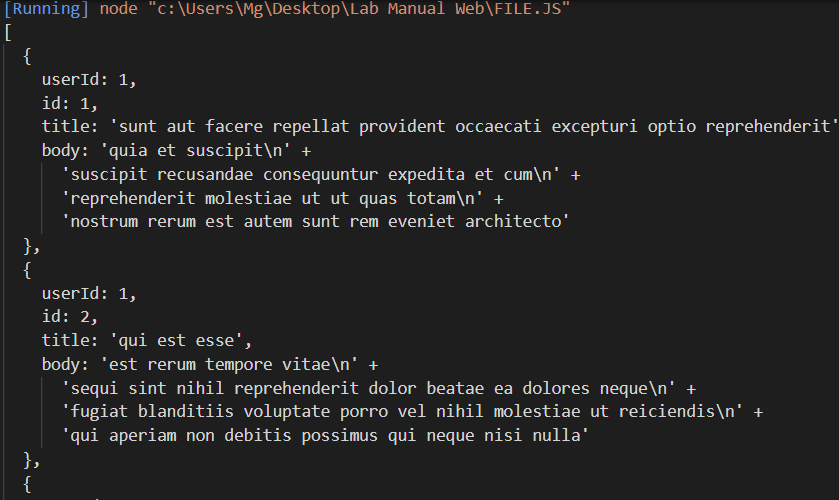 [Running] node "c:\Users\Mg\Desktop\Lab Manual Web\FILE.JS"
[
{
userId: 1,
id: 1,
title: 'sunt aut facere repellat provident occaecati excepturi optio reprehenderit'
body: 'quia et suscipit\n' +
'suscipit recusandae consequuntur expedita et cum\n' +
'reprehenderit molestiae ut ut quas totam\n' +
'nostrum rerum est autem sunt rem eveniet architecto'
},
{
userId: 1,
id: 2,
title: 'qui est esse',
body: 'est rerum tempore vitae\n' +
'sequi sint nihil reprehenderit dolor beatae ea dolores neque\n' +
'fugiat blanditiis voluptate porro vel nihil molestiae ut reiciendis\n' +
'qui aperiam non debitis possimus qui neque nisi nulla'
},
{